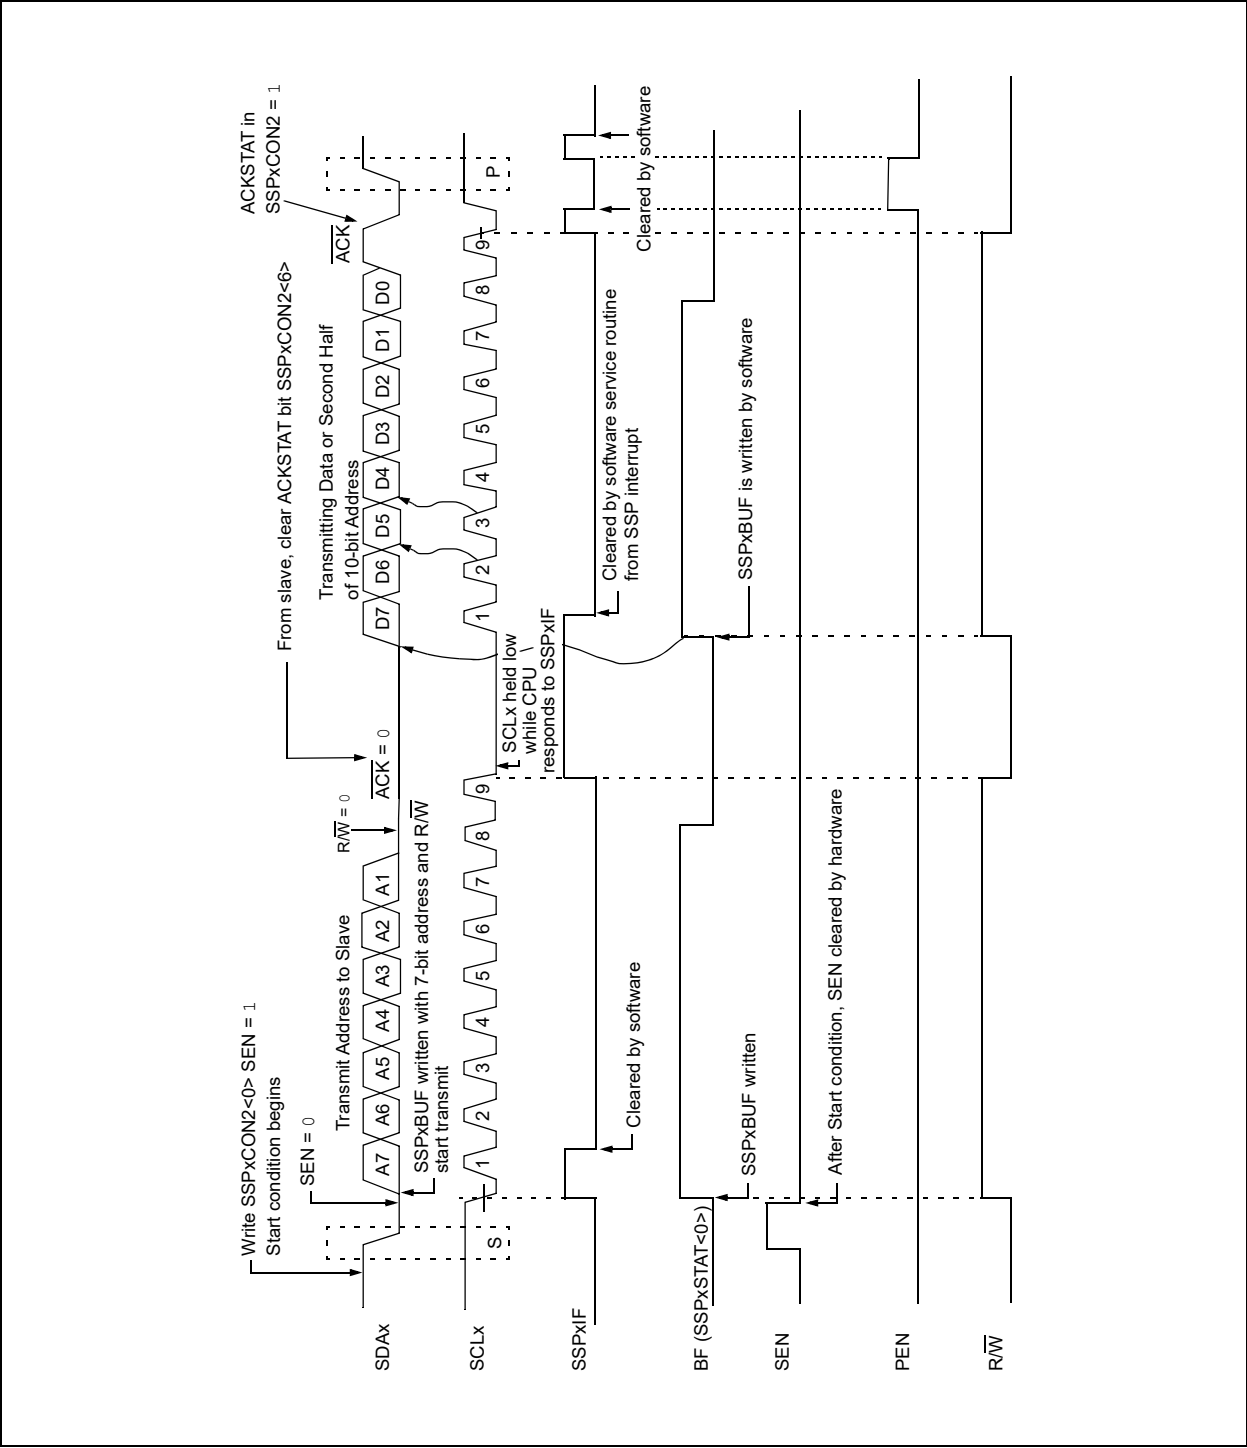 Write SSPxCON2<0> SEN = 1
Start condition begins
From slave, clear ACKSTAT bit SSPxCON2<6>
ACKSTAT in
SSPxCON2 = 1
SEN = 0
Transmit Address to Slave
R/W = 0
ACK = 0
Transmitting Data or Second Half
of 10-bit Address
ACK
SDAx
A7 A6 A5 A4 A3 A2 A1
D7 D6 D5 D4 D3 D2 D1 D0
SSPxBUF written with 7-bit address and R/W
start transmit
SCLx
S
1 2 3 4 5 6 7 8 9
1 2 3 4 5 6 7 8 9
P
SCLx held low
while CPU
responds to SSPxIF
SSPxIF
Cleared by software
Cleared by software service routine
from SSP interrupt
Cleared by software
BF (SSPxSTAT<0>)
SSPxBUF written
SSPxBUF is written by software
SEN
After Start condition, SEN cleared by hardware
PEN
R/W